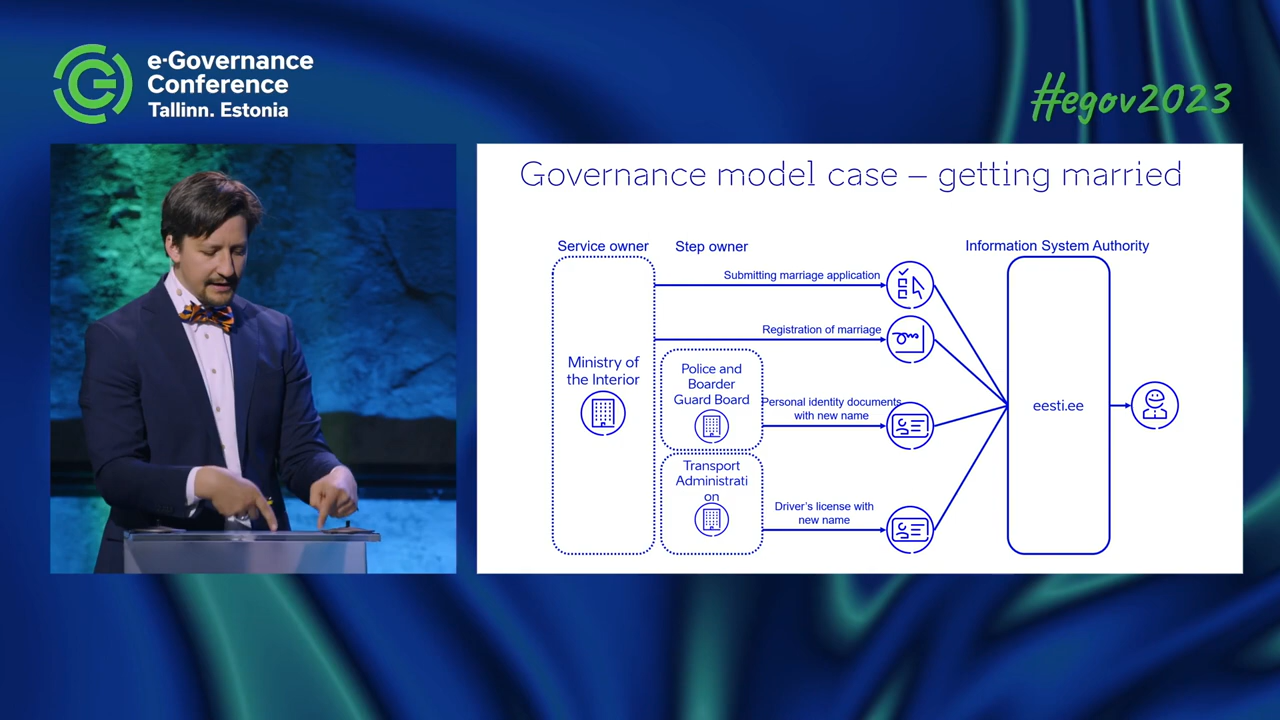 e-Governance
Conference
Tallinn. Estonia
#egov2023
Governance model case – getting married
Service owner
Step owner
Information System Authority
Submitting marriage application
Registration of marriage
Ministry of
the Interior
Police and
Boarder
Guard Board
Personal identity documents
with new name
eesti.ee
Transport
Administrati
on
Driver's license with
new name